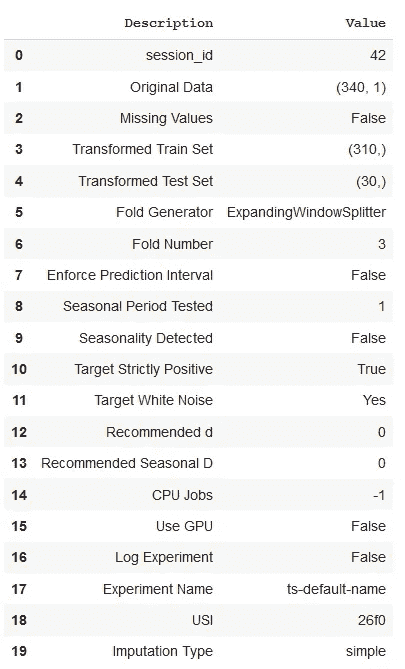 Description Value
0 session_id 42
1 Original Data (340, 1)
2 Missing Values False
3 Transformed Train Set (310,)
4 Transformed Test Set (30,)
5 Fold Generator ExpandingWindowSplitter
6 Fold Number 3
7 Enforce Prediction Interval False
8 Seasonal Period Tested 1
9 Seasonality Detected False
10 Target Strictly Positive True
11 Target White Noise Yes
12 Recommended d 0
13 Recommended Seasonal D 0
14 CPU Jobs -1
15 Use GPU False
16 Log Experiment False
17 Experiment Name ts-default-name
18 USI 26f0
19 Imputation Type simple